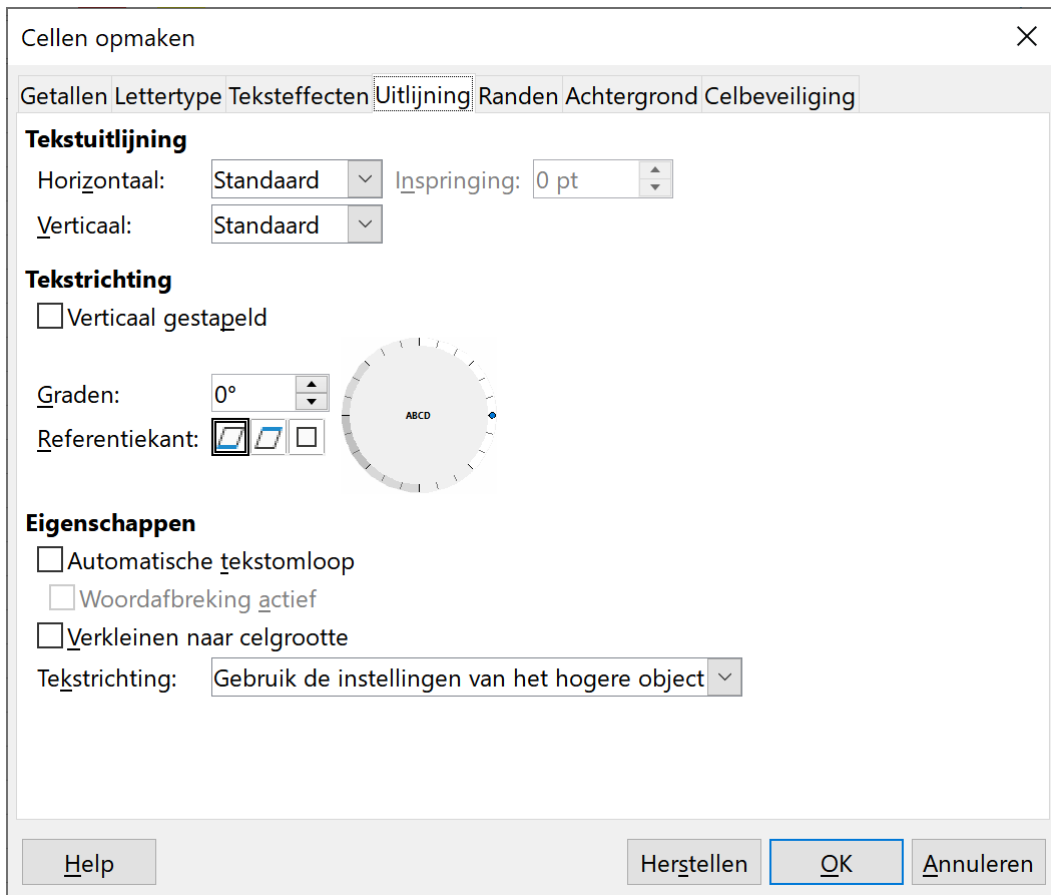 Cellen opmaken
Getallen Lettertype Teksteffecten Uitlijning Randen Achtergrond Celbeveiliging
Tekstuitlijning
Horizontaal: Standaard Inspringing: 0 pt
Verticaal: Standaard
Tekstrichting
Verticaal gestapeld
Graden: 0°
ABCD
Referentiekant:
Eigenschappen
Automatische tekstomloop
Woordafbreking actief
Verkleinen naar celgrootte
Tekstrichting: Gebruik de instellingen van het hogere object
Help Herstellen OK Annuleren